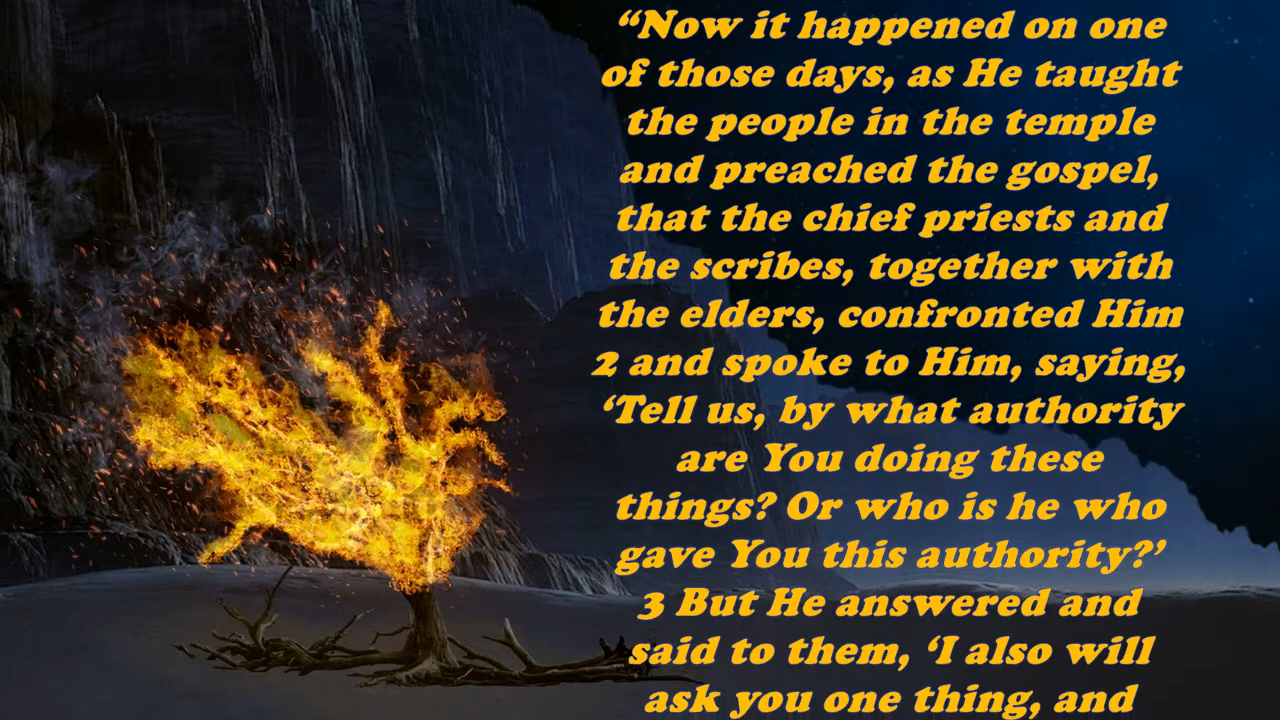 “Now it happened on one
of those days, as He taught
the people in the temple
and preached the gospel,
that the chief priests and
the scribes, together with
the elders, confronted Him
2 and spoke to Him, saying,
‘Tell us, by what authority
are You doing these
things? Or who is he who
gave You this authority?’
3 But He answered and
said to them, ‘I also will
ask you one thing, and